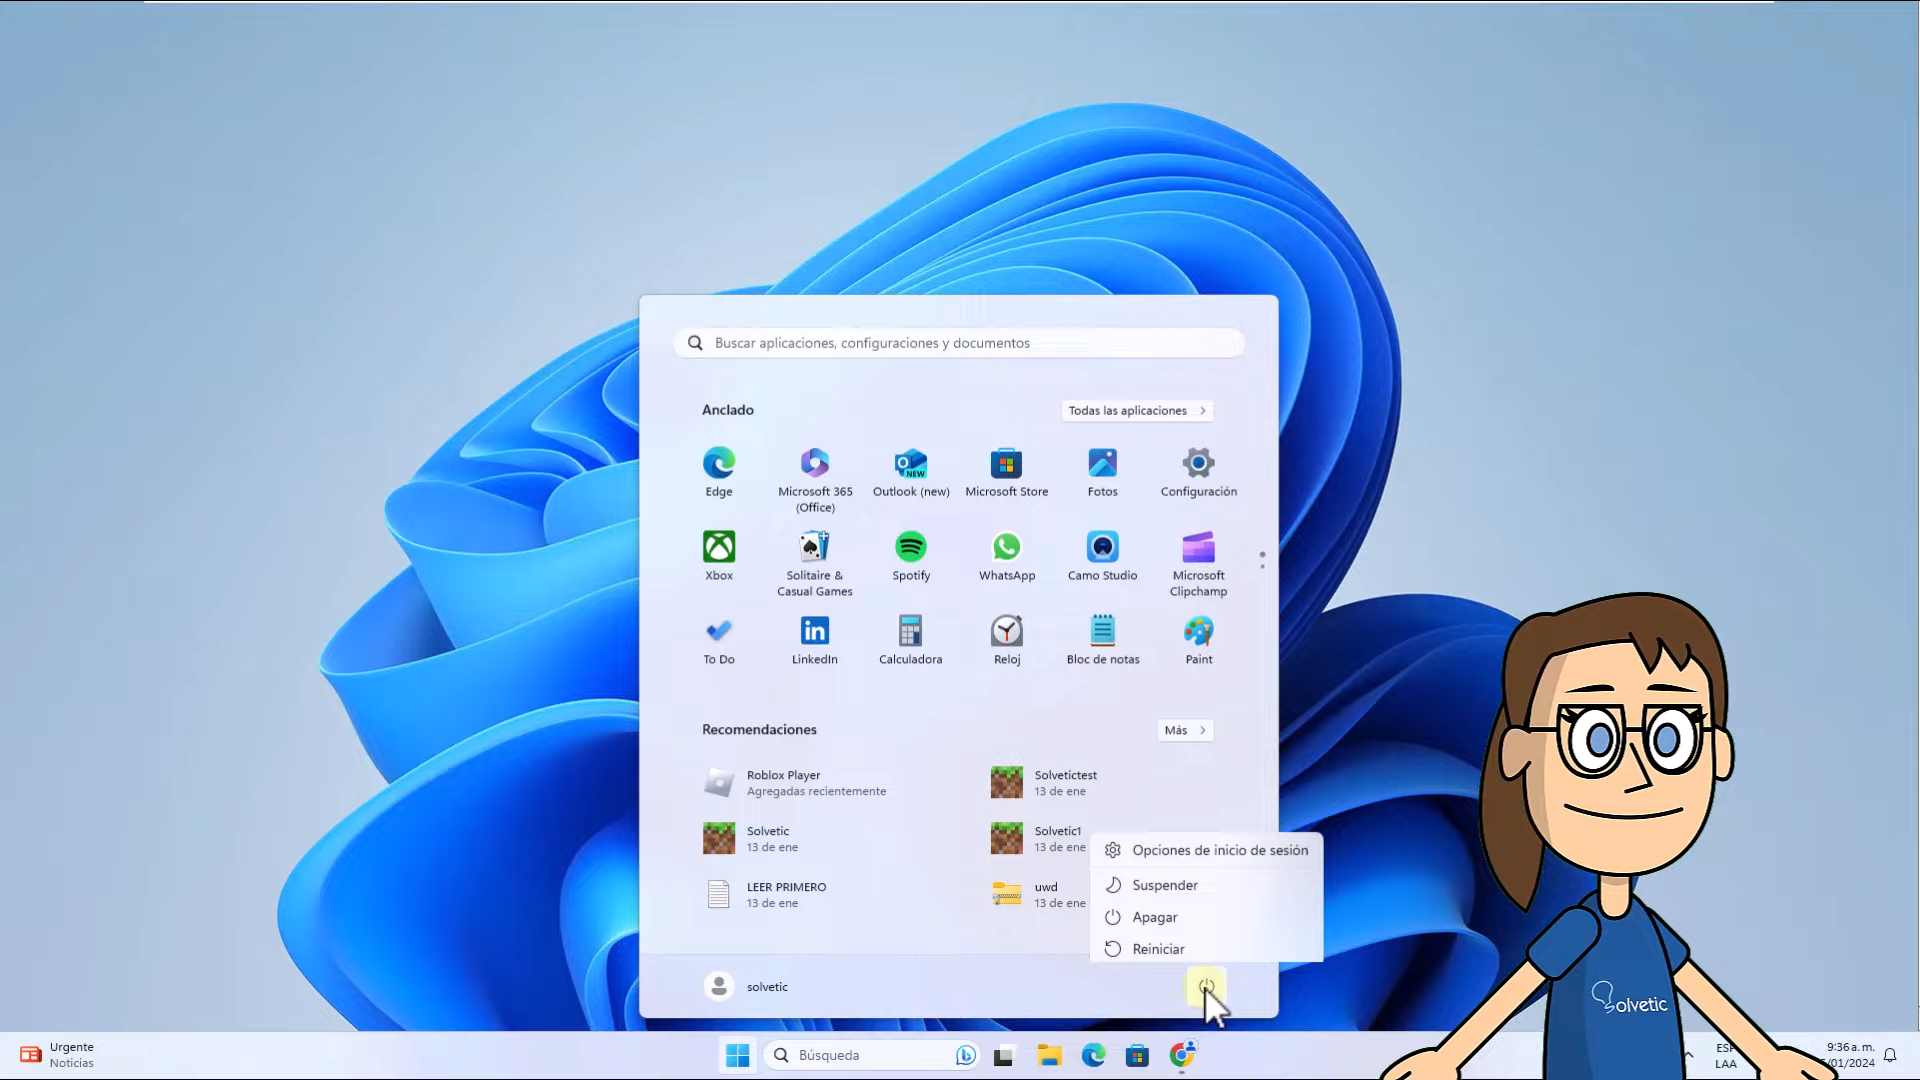 Buscar aplicaciones, configuraciones y documentos
Anclado
Todas las aplicaciones
Edge
Microsoft 365
(Office)
Outlook (new)
NEW
Microsoft Store
Fotos
Configuración
Xbox
Solitaire &
Casual Games
Spotify
WhatsApp
Camo Studio
Microsoft
Clipchamp
To Do
LinkedIn
Calculadora
Reloj
Bloc de notas
Paint
Recomendaciones
Más
Roblox Player
Agregadas recientemente
Solvetictest
13 de ene
Solvetic
13 de ene
Solvetic1
13 de ene
LEER PRIMERO
13 de ene
uwd
13 de ene
Opciones de inicio de sesión
Suspender
Apagar
Reiniciar
solvetic
Solvetic
Urgente
Noticias
Búsqueda
ESP
LAA
9:36 a.m.
/01/2024